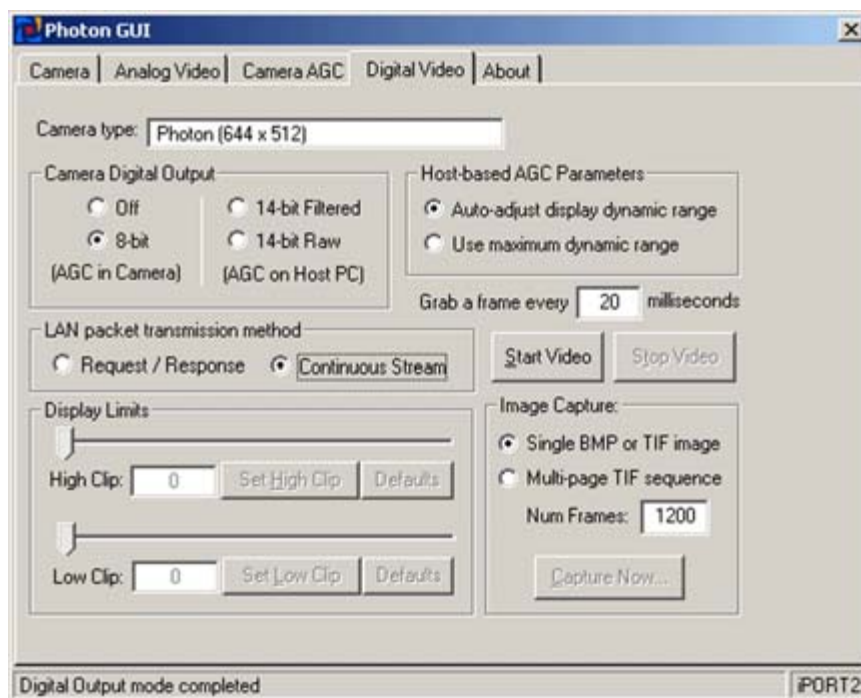 Photon GUI
Camera
Analog Video
Camera AGC
Digital Video
About
Camera type: Photon (644 x 512)
Camera Digital Output
Off
14-bit Filtered
8-bit
14-bit Raw
(AGC in Camera)
(AGC on Host PC)
Host-based AGC Parameters
Auto-adjust display dynamic range
Use maximum dynamic range
Grab a frame every 20 milliseconds
LAN packet transmission method
Request / Response
Continuous Stream
Start Video
Stop Video
Display Limits
High Clip: 0 Set High Clip Defaults
Low Clip: 0 Set Low Clip Defaults
Image Capture:
Single BMP or TIF image
Multi-page TIF sequence
Num Frames: 1200
Capture Now...
Digital Output mode completed
iPORT2